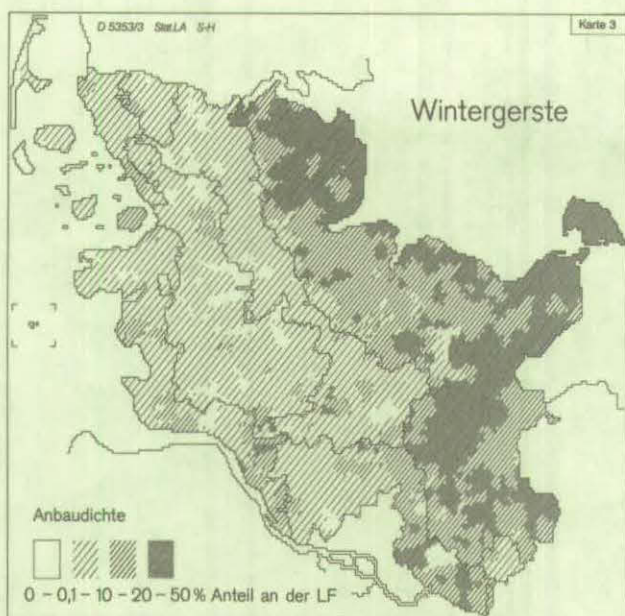 D 5353/3 Stat.LA S-H
Karte 3
Wintergerste
Anbaudichte
0 – 0,1 – 10 – 20 – 50 % Anteil an der LF